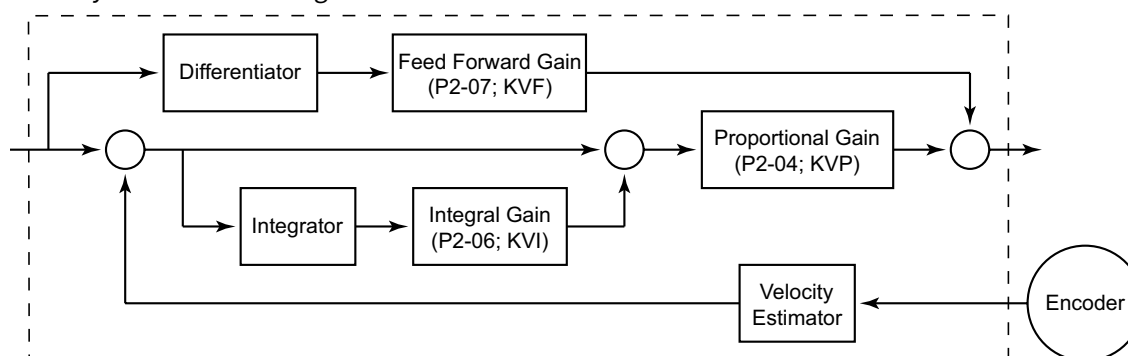 Differentiator
Feed Forward Gain
(P2-07; KVF)
Proportional Gain
(P2-04; KVP)
Integrator
Integral Gain
(P2-06; KVI)
Velocity
Estimator
Encoder